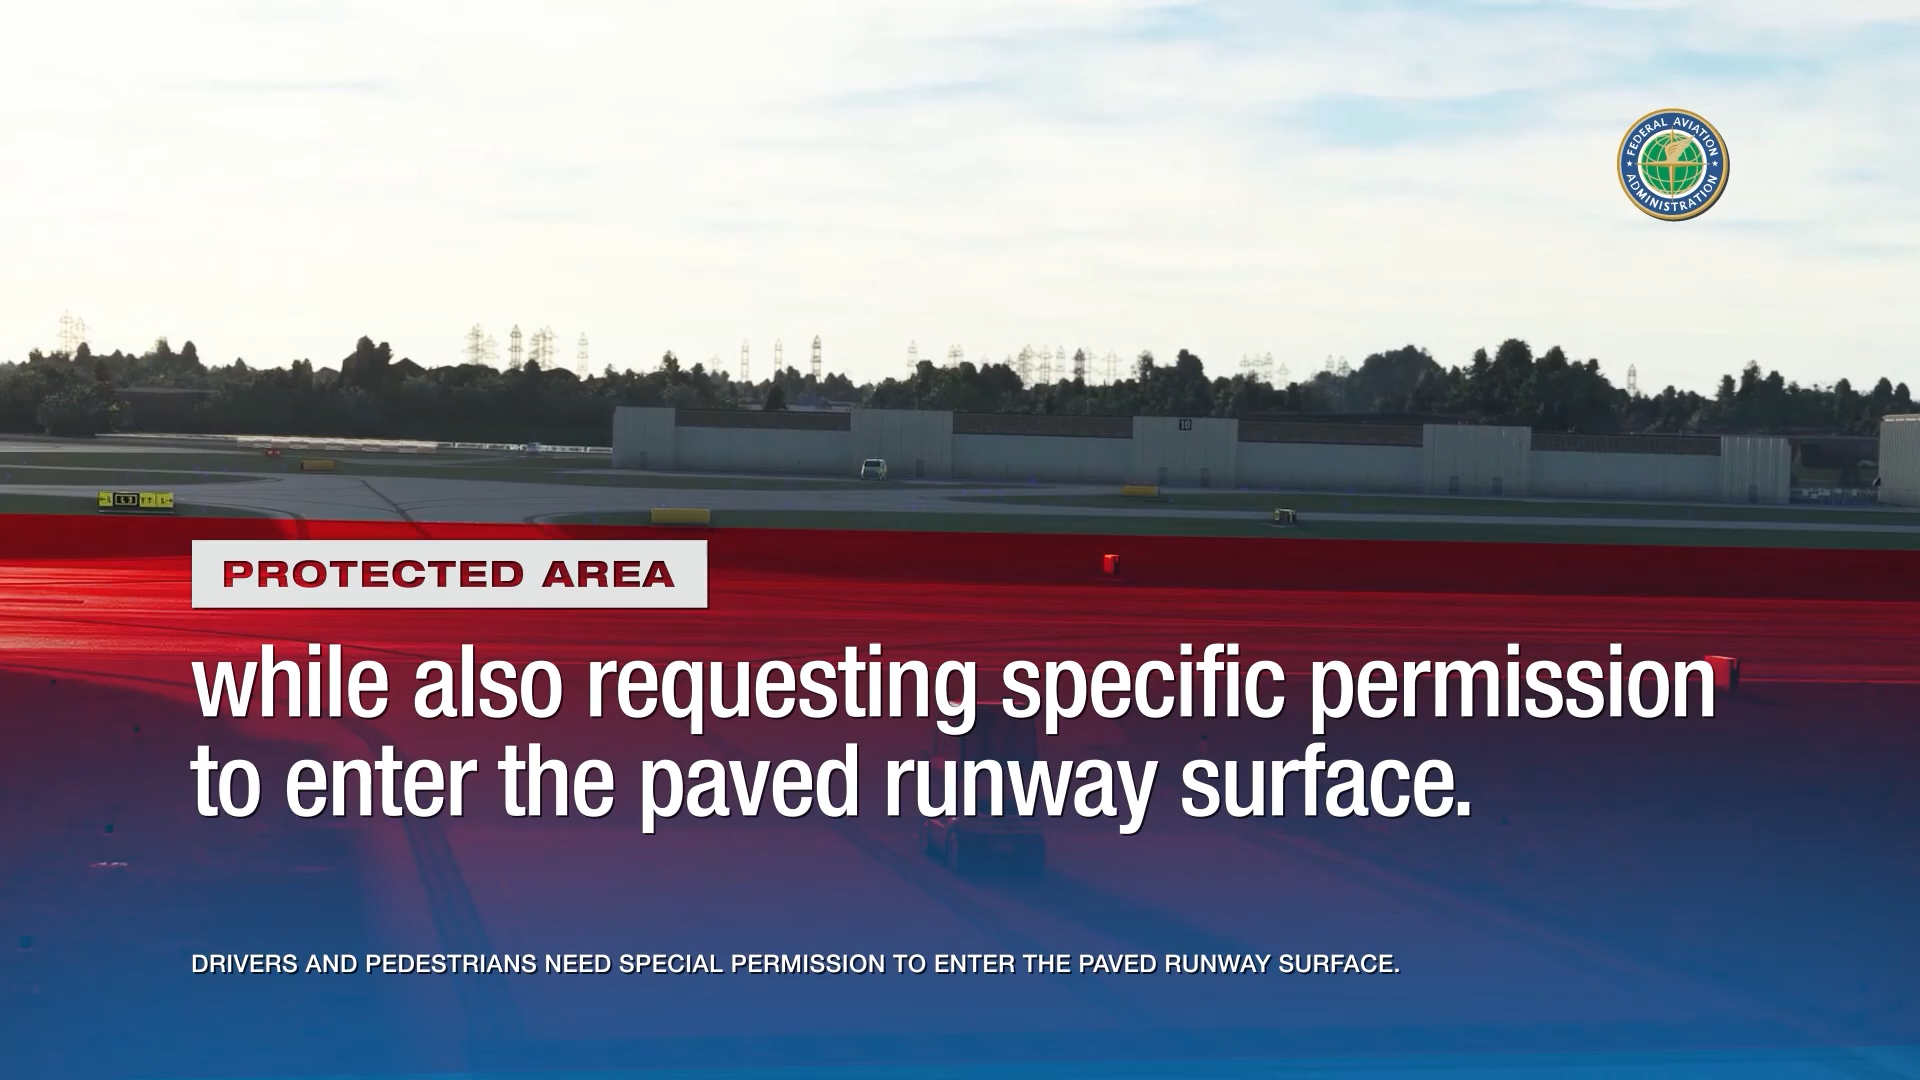 FEDERAL AVIATION
ADMINISTRATION
10
PROTECTED AREA
while also requesting specific permission
to enter the paved runway surface.
DRIVERS AND PEDESTRIANS NEED SPECIAL PERMISSION TO ENTER THE PAVED RUNWAY SURFACE.